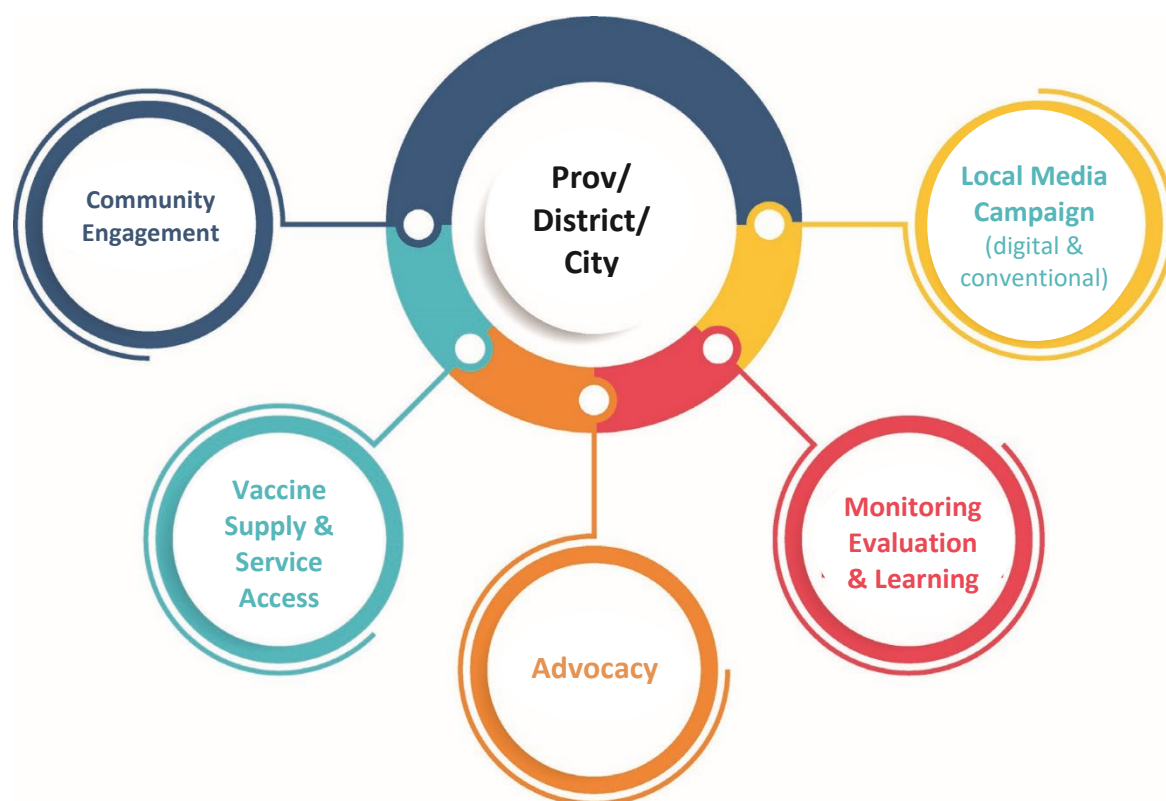 Prov/
District/
City
Community
Engagement
Local Media
Campaign
(digital &
conventional)
Vaccine
Supply &
Service
Access
Monitoring
Evaluation
& Learning
Advocacy